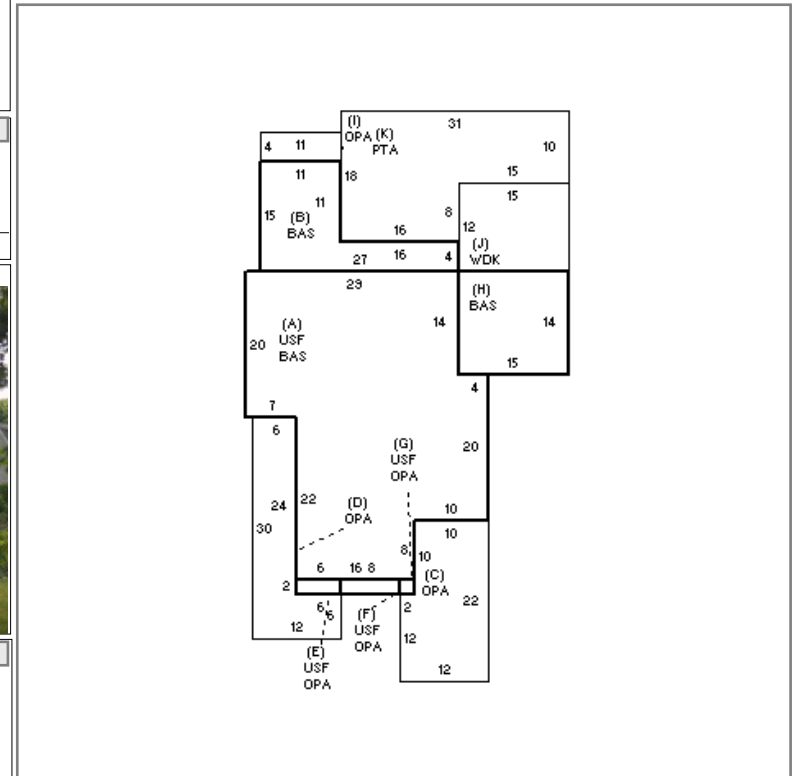 31
(I)
OPA (K)
PTA
4 11
10
11
18
15
15
11
15
(B)
BAS
8
12
16
(J)
WDK
27
16
4
29
(H)
BAS
(A)
USF
BAS
14
14
20
15
4
7
6
(G)
USF
OPA
20
24
22
(D)
OPA
10
10
30
8
10
6
16 8
(C)
OPA
2
6
6
(F)
USF
OPA
2
22
12
12
(E)
USF
OPA
12